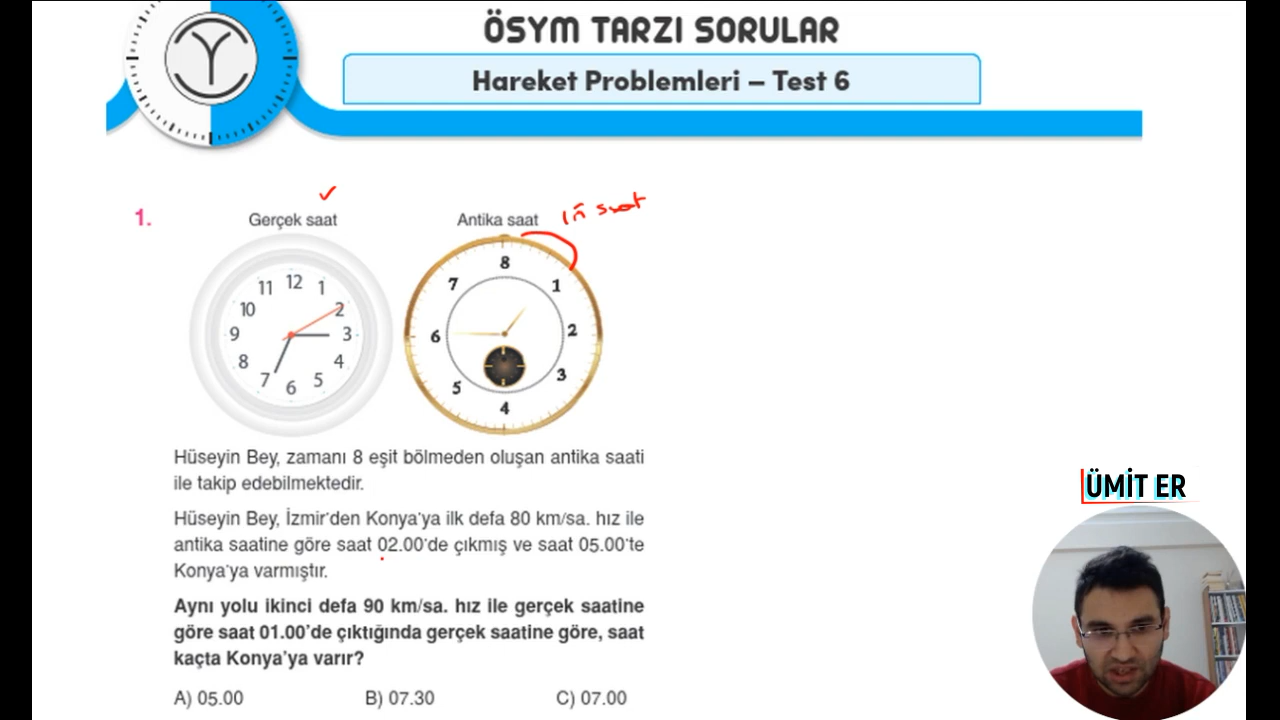 ÖSYM TARZI SORULAR
Hareket Problemleri – Test 6
1.
Gerçek saat
Antika saat
saat
11 12 1
10 2
9 3
8 4
7 6 5
8
7 1
6 2
5 3
4
Hüseyin Bey, zamanı 8 eşit bölmeden oluşan antika saati
ile takip edebilmektedir.
Hüseyin Bey, İzmir'den Konya'ya ilk defa 80 km/sa. hız ile
antika saatine göre saat 02.00'de çıkmış ve saat 05.00'te
Konya'ya varmıştır.
Aynı yolu ikinci defa 90 km/sa. hız ile gerçek saatine
göre saat 01.00'de çıktığında gerçek saatine göre, saat
kaçta Konya'ya varır?
A) 05.00 B) 07.30 C) 07.00
ÜMİT ER